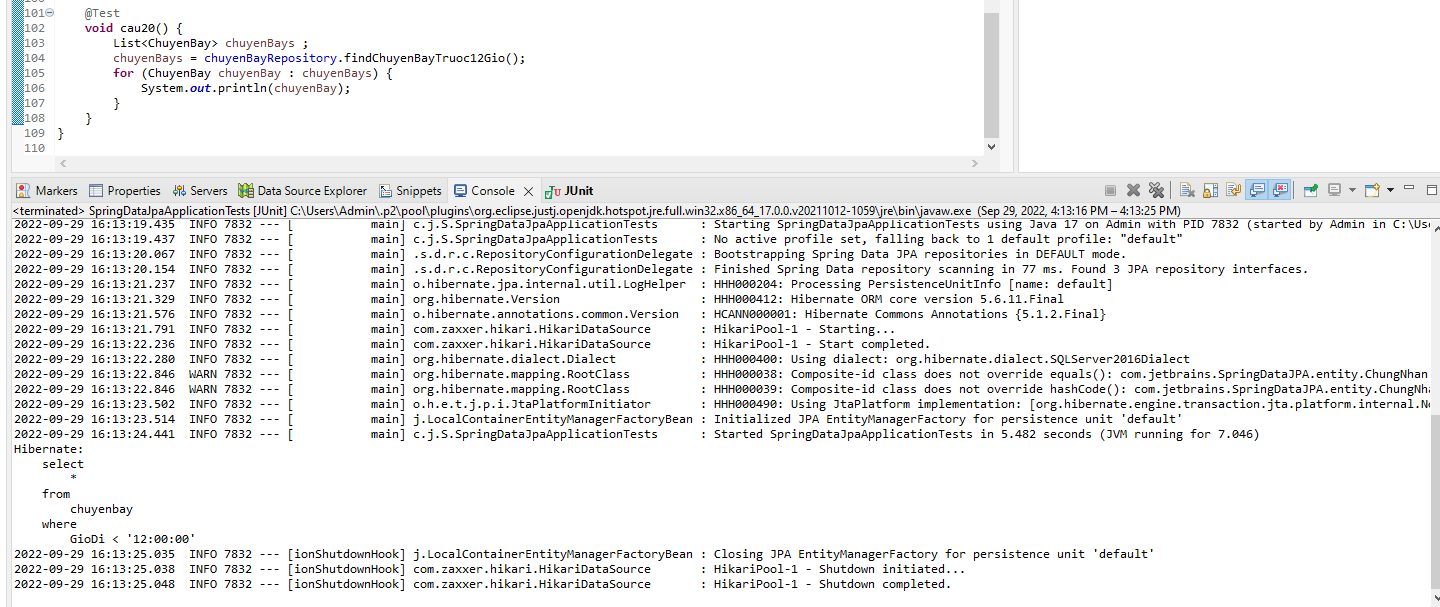 101 @Test
102 void cau20() {
103 List<ChuyenBay> chuyenBays ;
104 chuyenBays = chuyenBayRepository.findChuyenBayTruoc12Gio();
105 for (ChuyenBay chuyenBay : chuyenBays) {
106 System.out.println(chuyenBay);
107 }
108 }
109 }
110
Markers Properties Servers Data Source Explorer Snippets Console JUnit
<terminated> SpringDataJpaApplicationTests [JUnit] C:\Users\Admin\.p2\pool\plugins\org.eclipse.justj.openjdk.hotspot.jre.full.win32.x86_64_17.0.0.v20211012-1059\jre\bin\javaw.exe (Sep 29, 2022, 4:13:16 PM – 4:13:25 PM)
2022-09-29 16:13:19.435 INFO 7832 --- [ main] c.j.S.SpringDataJpaApplicationTests : Starting SpringDataJpaApplicationTests using Java 17 on Admin with PID 7832 (started by Admin in C:\Use
2022-09-29 16:13:19.437 INFO 7832 --- [ main] c.j.S.SpringDataJpaApplicationTests : No active profile set, falling back to 1 default profile: "default"
2022-09-29 16:13:20.067 INFO 7832 --- [ main] .s.d.r.c.RepositoryConfigurationDelegate : Bootstrapping Spring Data JPA repositories in DEFAULT mode.
2022-09-29 16:13:20.154 INFO 7832 --- [ main] .s.d.r.c.RepositoryConfigurationDelegate : Finished Spring Data repository scanning in 77 ms. Found 3 JPA repository interfaces.
2022-09-29 16:13:21.237 INFO 7832 --- [ main] o.hibernate.jpa.internal.util.LogHelper : HHH000204: Processing PersistenceUnitInfo [name: default]
2022-09-29 16:13:21.329 INFO 7832 --- [ main] org.hibernate.Version : HHH000412: Hibernate ORM core version 5.6.11.Final
2022-09-29 16:13:21.576 INFO 7832 --- [ main] o.hibernate.annotations.common.Version : HCANN000001: Hibernate Commons Annotations {5.1.2.Final}
2022-09-29 16:13:21.791 INFO 7832 --- [ main] com.zaxxer.hikari.HikariDataSource : HikariPool-1 - Starting...
2022-09-29 16:13:22.236 INFO 7832 --- [ main] com.zaxxer.hikari.HikariDataSource : HikariPool-1 - Start completed.
2022-09-29 16:13:22.280 INFO 7832 --- [ main] org.hibernate.dialect.Dialect : HHH000400: Using dialect: org.hibernate.dialect.SQLServer2016Dialect
2022-09-29 16:13:22.846 WARN 7832 --- [ main] org.hibernate.mapping.RootClass : HHH000038: Composite-id class does not override equals(): com.jetbrains.SpringDataJPA.entity.ChungNhan
2022-09-29 16:13:22.846 WARN 7832 --- [ main] org.hibernate.mapping.RootClass : HHH000039: Composite-id class does not override hashCode(): com.jetbrains.SpringDataJPA.entity.ChungNha
2022-09-29 16:13:23.502 INFO 7832 --- [ main] o.h.e.t.j.p.i.JtaPlatformInitiator : HHH000490: Using JtaPlatform implementation: [org.hibernate.engine.transaction.jta.platform.internal.No
2022-09-29 16:13:23.514 INFO 7832 --- [ main] j.LocalContainerEntityManagerFactoryBean : Initialized JPA EntityManagerFactory for persistence unit 'default'
2022-09-29 16:13:24.441 INFO 7832 --- [ main] c.j.S.SpringDataJpaApplicationTests : Started SpringDataJpaApplicationTests in 5.482 seconds (JVM running for 7.046)
Hibernate:
select
*
from
chuyenbay
where
GioDi < '12:00:00'
2022-09-29 16:13:25.035 INFO 7832 --- [ionShutdownHook] j.LocalContainerEntityManagerFactoryBean : Closing JPA EntityManagerFactory for persistence unit 'default'
2022-09-29 16:13:25.038 INFO 7832 --- [ionShutdownHook] com.zaxxer.hikari.HikariDataSource : HikariPool-1 - Shutdown initiated...
2022-09-29 16:13:25.048 INFO 7832 --- [ionShutdownHook] com.zaxxer.hikari.HikariDataSource : HikariPool-1 - Shutdown completed.